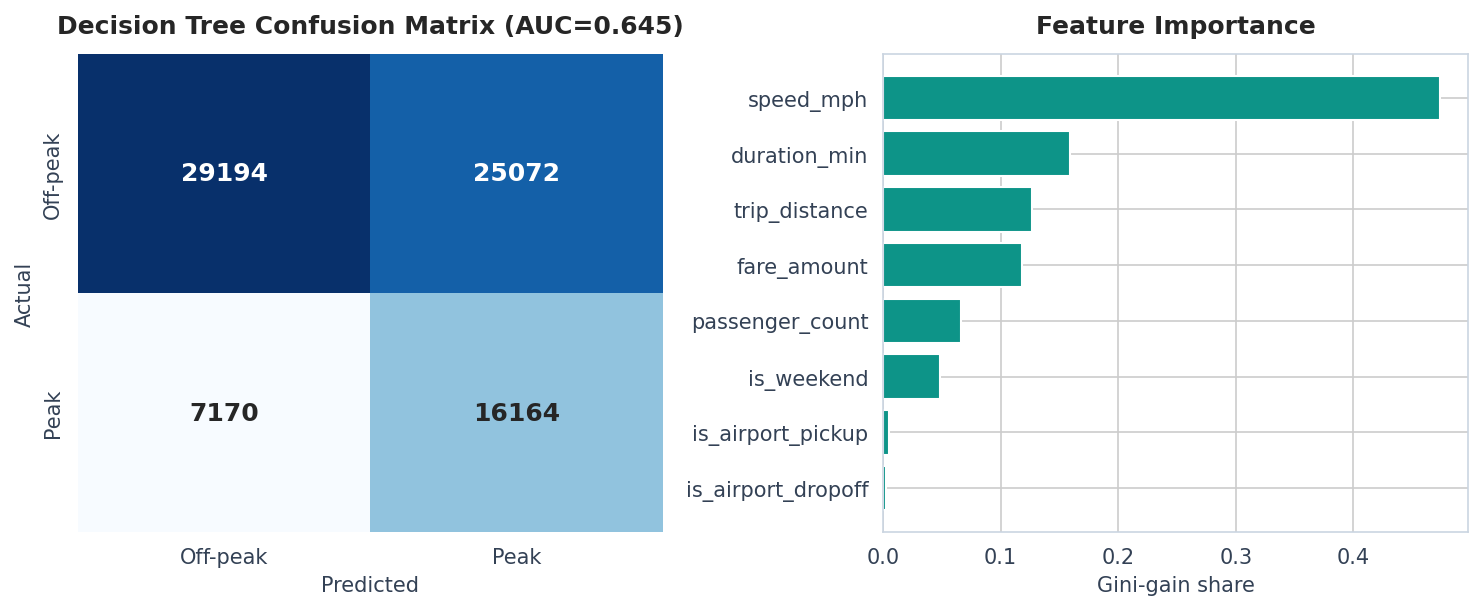 Decision Tree Confusion Matrix (AUC=0.645)
Actual
Off-peak
Peak
29194
25072
7170
16164
Off-peak
Peak
Predicted
Feature Importance
speed_mph
duration_min
trip_distance
fare_amount
passenger_count
is_weekend
is_airport_pickup
is_airport_dropoff
0.0
0.1
0.2
0.3
0.4
Gini-gain share